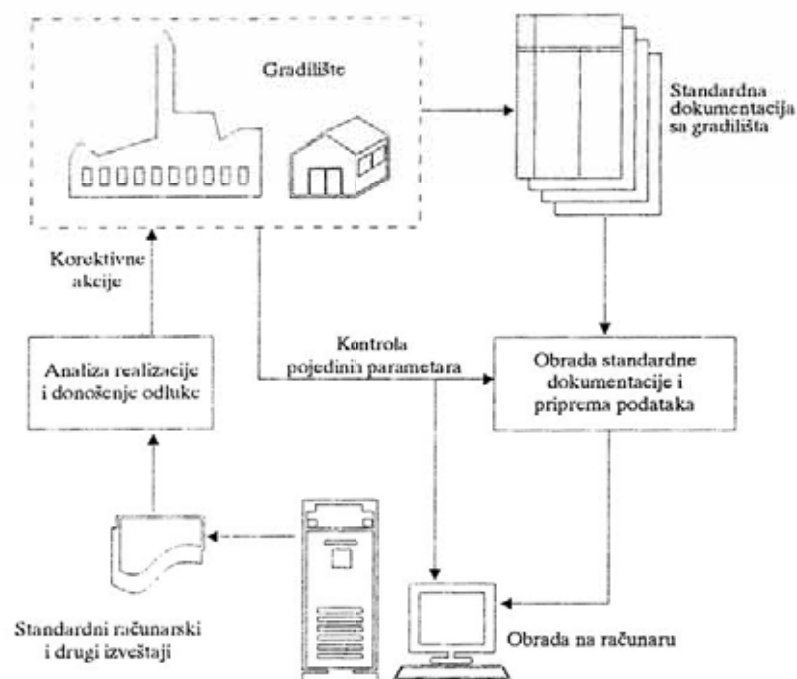 Gradilište
Standardna
dokumentacija
sa gradilišta
Korektivne
akcije
Kontrola
pojedinih parametara
Analiza realizacije
i donošenje odluke
Obrada standardne
dokumentacije i
priprema podataka
Standardni računarski
i drugi izveštaji
Obrada na računaru